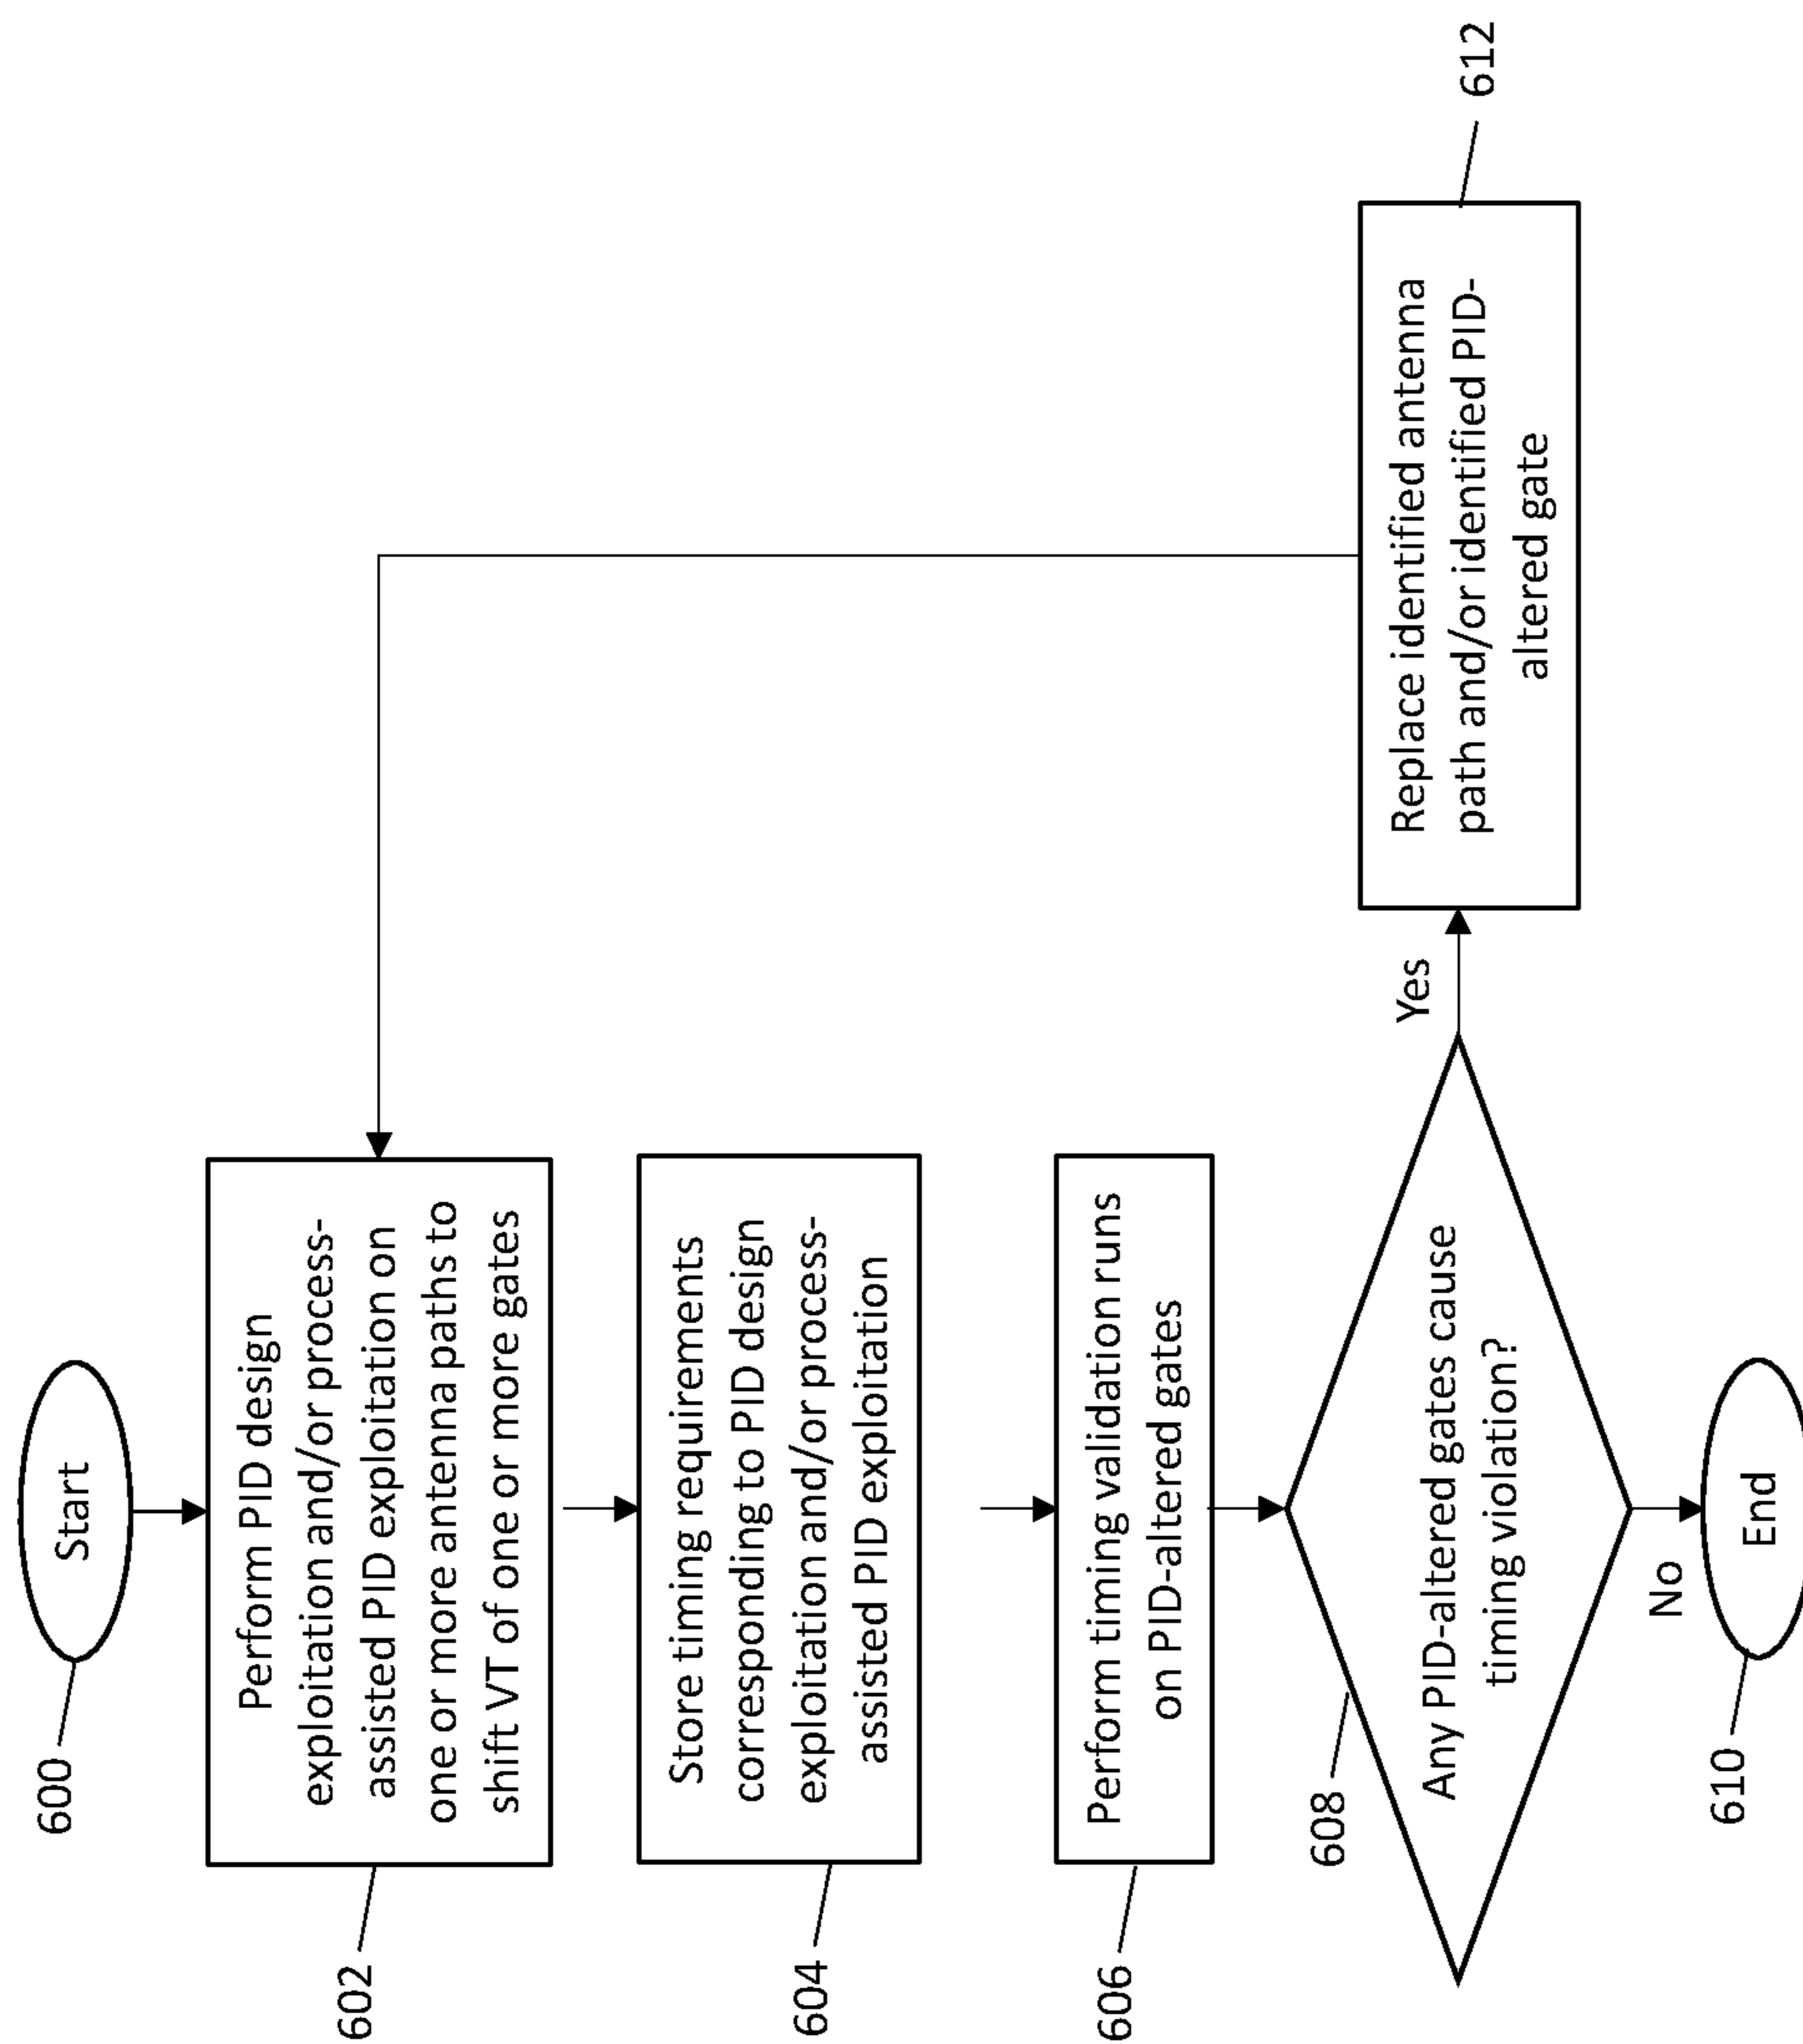 600
Start
602
Perform PID design
exploitation and/or process-
assisted PID exploitation on
one or more antenna paths to
shift VT of one or more gates
604
Store timing requirements
corresponding to PID design
exploitation and/or process-
assisted PID exploitation
606
Perform timing validation runs
on PID-altered gates
608
Any PID-altered gates cause
timing violation?
Yes
612
Replace identified antenna
path and/or identified PID-
altered gate
No
610
End